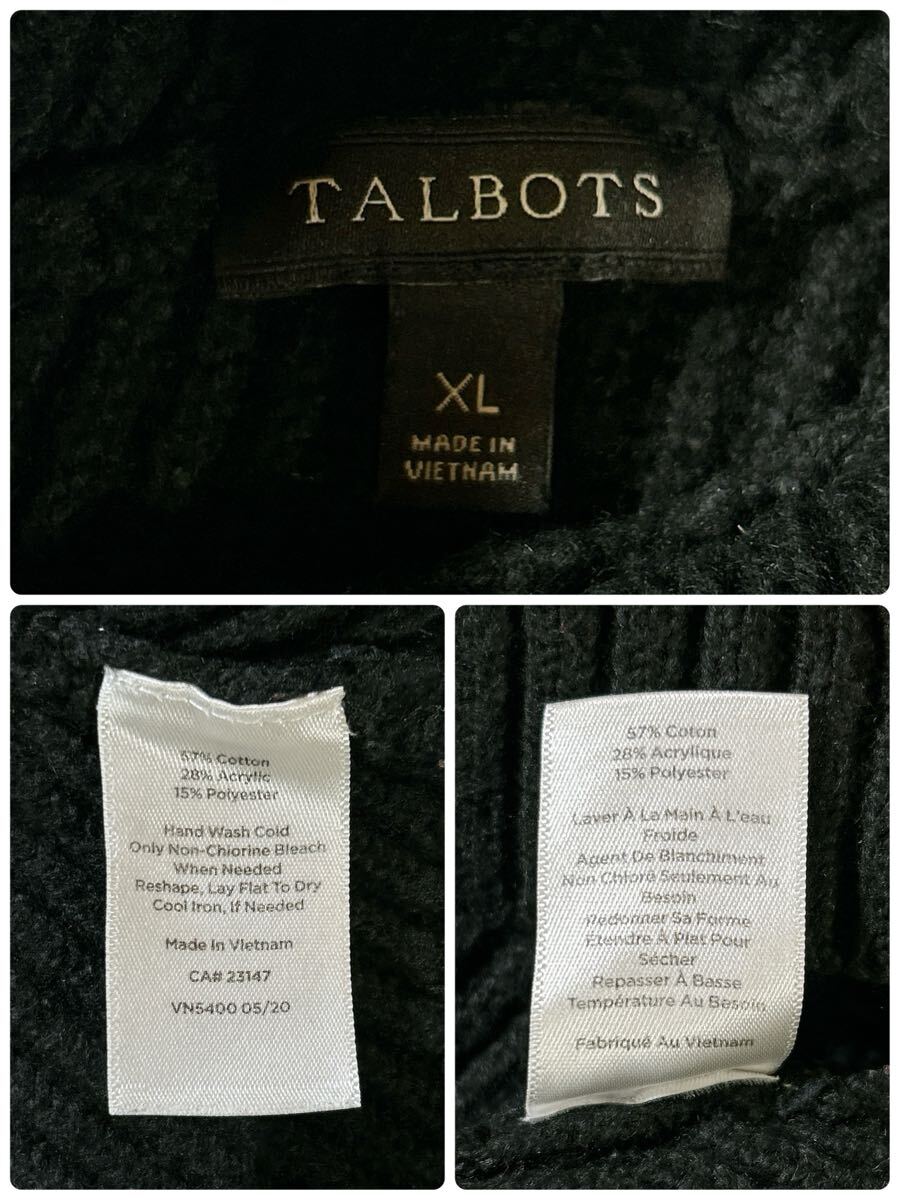 TALBOTS
XL
MADE IN
VIETNAM
57% Cotton
28% Acrylic
15% Polyester
Hand Wash Cold
Only Non-Chlorine Bleach
When Needed
Reshape, Lay Flat To Dry
Cool Iron, If Needed
Made In Vietnam
CA# 23147
VN5400 05/20
57% Coton
28% Acrylique
15% Polyester
Laver À La Main À L'eau
Froide
Agent De Blanchiment
Non Chloré Seulement Au
Besoin
Redonner Sa Forme
Étendre À Plat Pour
Sécher
Repasser À Basse
Température Au Besoin
Fabriqué Au Vietnam